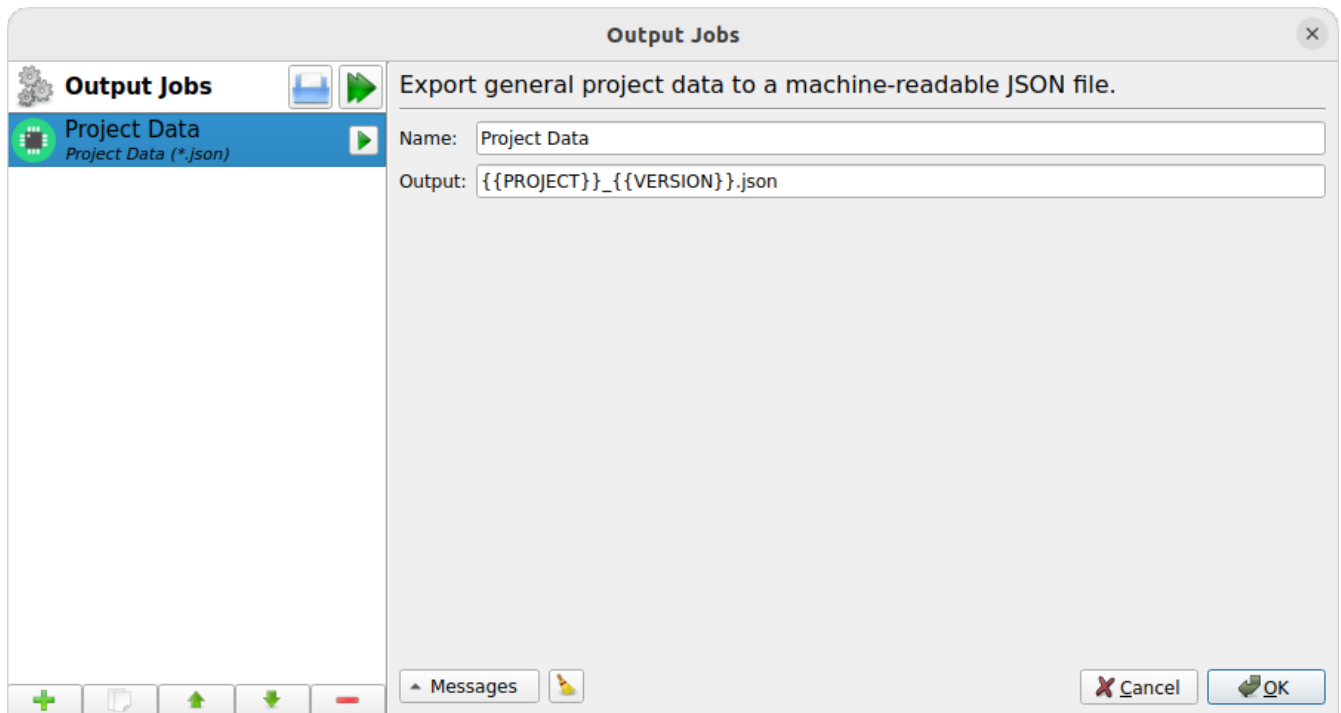 Output Jobs
Output Jobs
Project Data
Project Data (*.json)
Export general project data to a machine-readable JSON file.
Name: Project Data
Output: {{PROJECT}}_{{VERSION}}.json
Messages
Cancel
OK